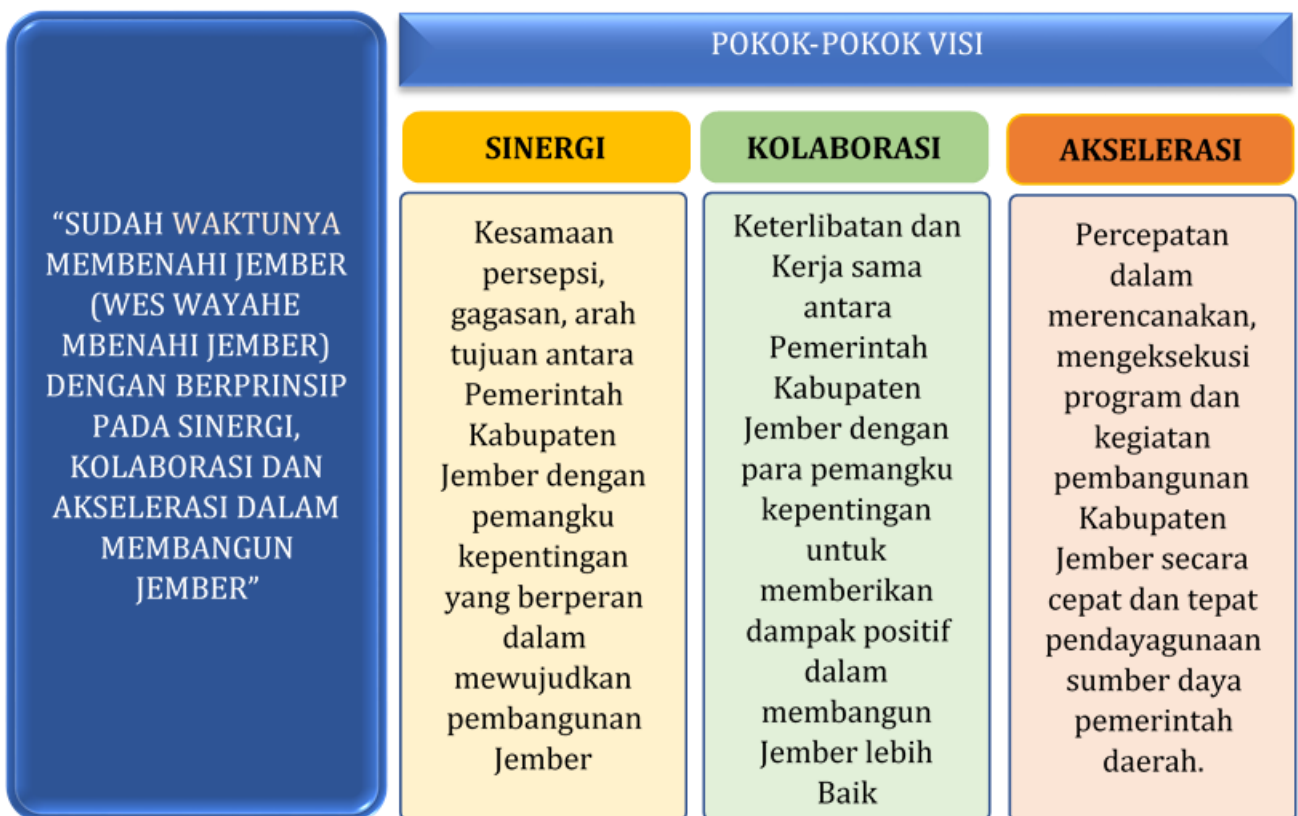 “SUDAH WAKTUNYA
MEMBENAHI JEMBER
(WES WAYAHE
MBENAHI JEMBER)
DENGAN BERPRINSIP
PADA SINERGI,
KOLABORASI DAN
AKSELERASI DALAM
MEMBANGUN
JEMBER”
POKOK-POKOK VISI
SINERGI
Kesamaan
persepsi,
gagasan, arah
tujuan antara
Pemerintah
Kabupaten
Jember dengan
pemangku
kepentingan
yang berperan
dalam
mewujudkan
pembangunan
Jember
KOLABORASI
Keterlibatan dan
Kerja sama
antara
Pemerintah
Kabupaten
Jember dengan
para pemangku
kepentingan
untuk
memberikan
dampak positif
dalam
membangun
Jember lebih
Baik
AKSELERASI
Percepatan
dalam
merencanakan,
mengeksekusi
program dan
kegiatan
pembangunan
Kabupaten
Jember secara
cepat dan tepat
pendayagunaan
sumber daya
pemerintah
daerah.